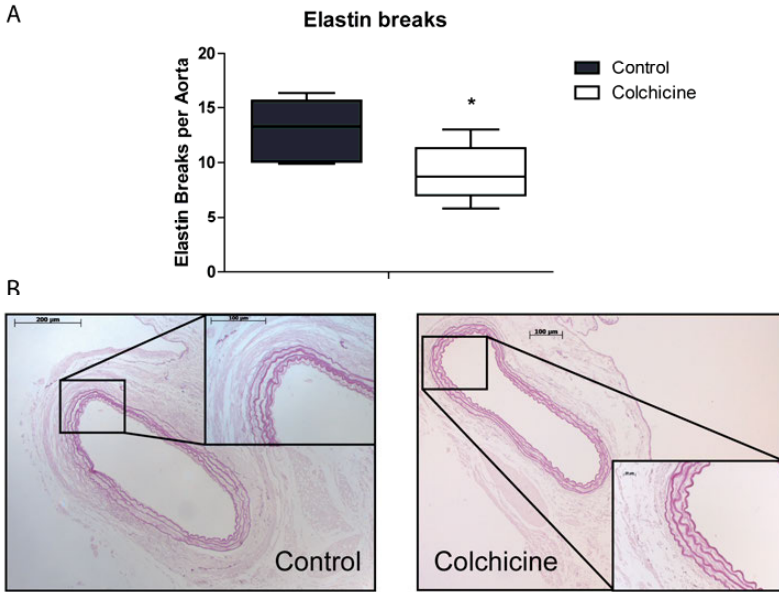 A
Elastin breaks
20
15
10
5
0
Elastin Breaks per Aorta
*
Control
Colchicine
B
200 µm
100 µm
Control
100 µm
Colchicine